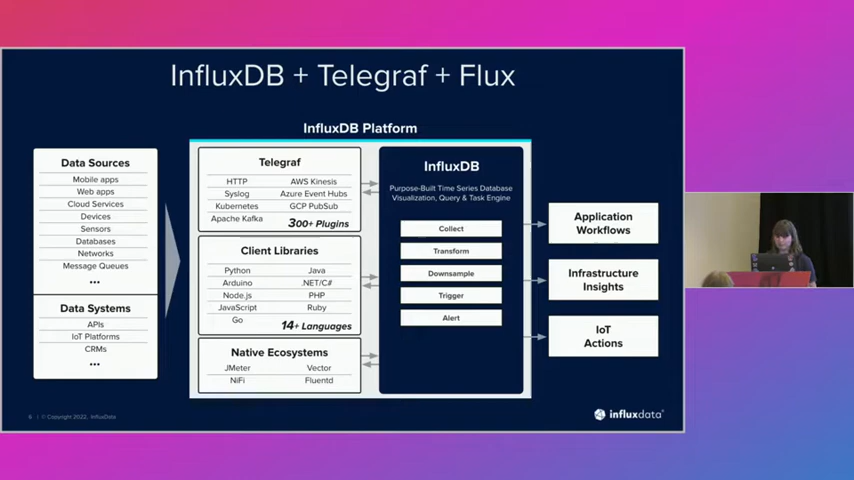 InfluxDB + Telegraf + Flux
InfluxDB Platform
Data Sources
Mobile apps
Web apps
Cloud Services
Devices
Sensors
Databases
Networks
Message Queues
•••
Data Systems
APIs
IoT Platforms
CRMs
•••
Telegraf
HTTP AWS Kinesis
Syslog Azure Event Hubs
Kubernetes GCP PubSub
Apache Kafka 300+ Plugins
Client Libraries
Python Java
Arduino .NET/C#
Node.js PHP
JavaScript Ruby
Go 14+ Languages
Native Ecosystems
JMeter Vector
NiFi Fluentd
InfluxDB
Purpose-Built Time Series Database
Visualization, Query & Task Engine
Collect
Transform
Downsample
Trigger
Alert
Application
Workflows
Infrastructure
Insights
IoT
Actions
6 | © Copyright 2022, InfluxData
influxdata®